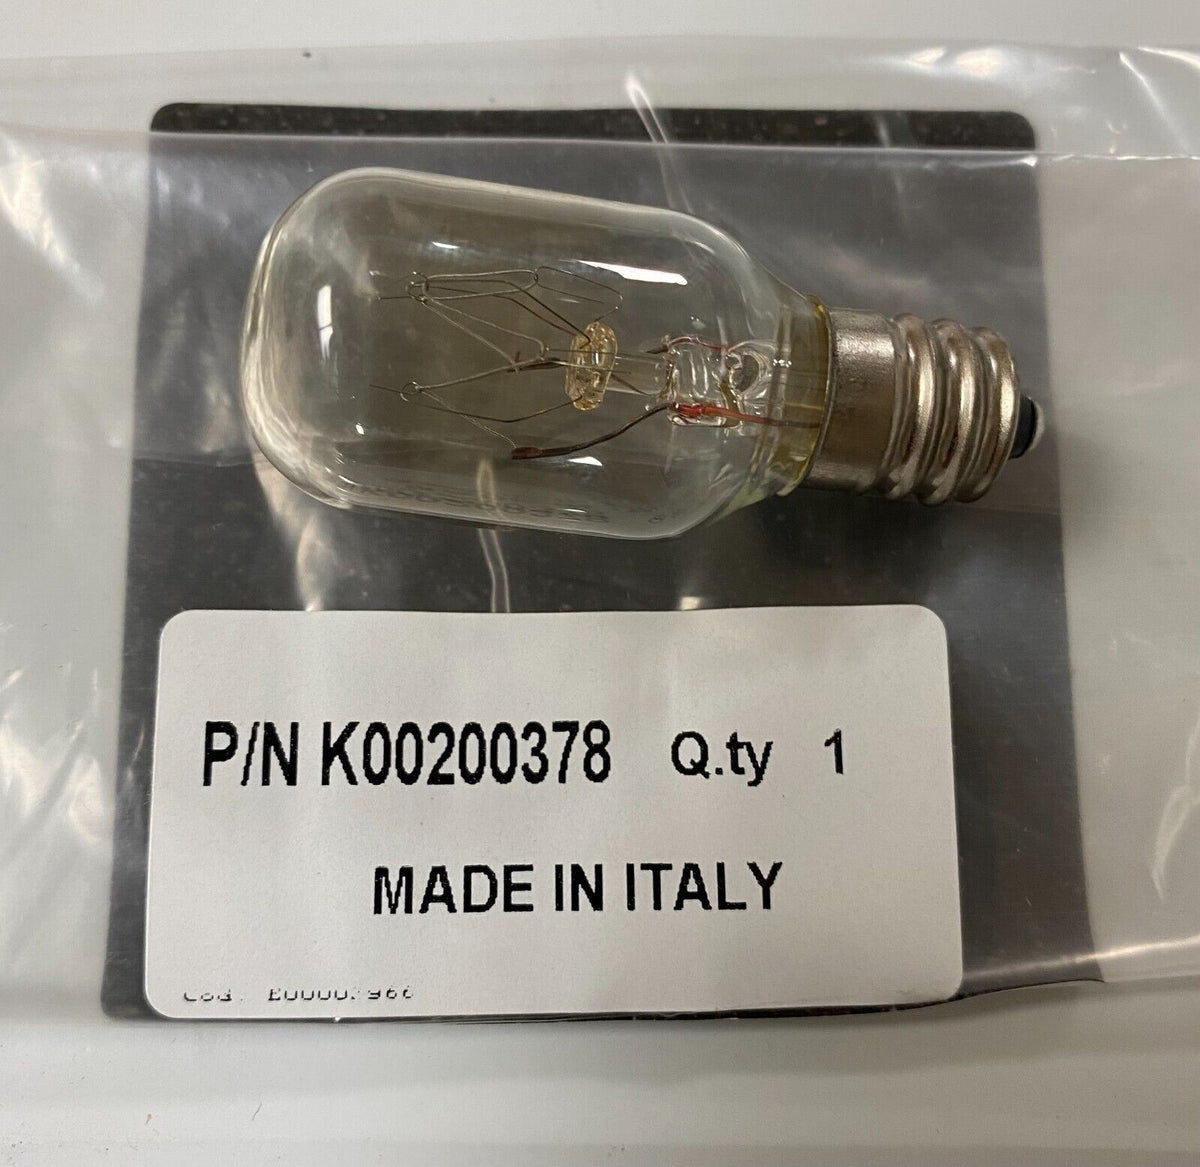 P/N K00200378 Q.ty 1
MADE IN ITALY